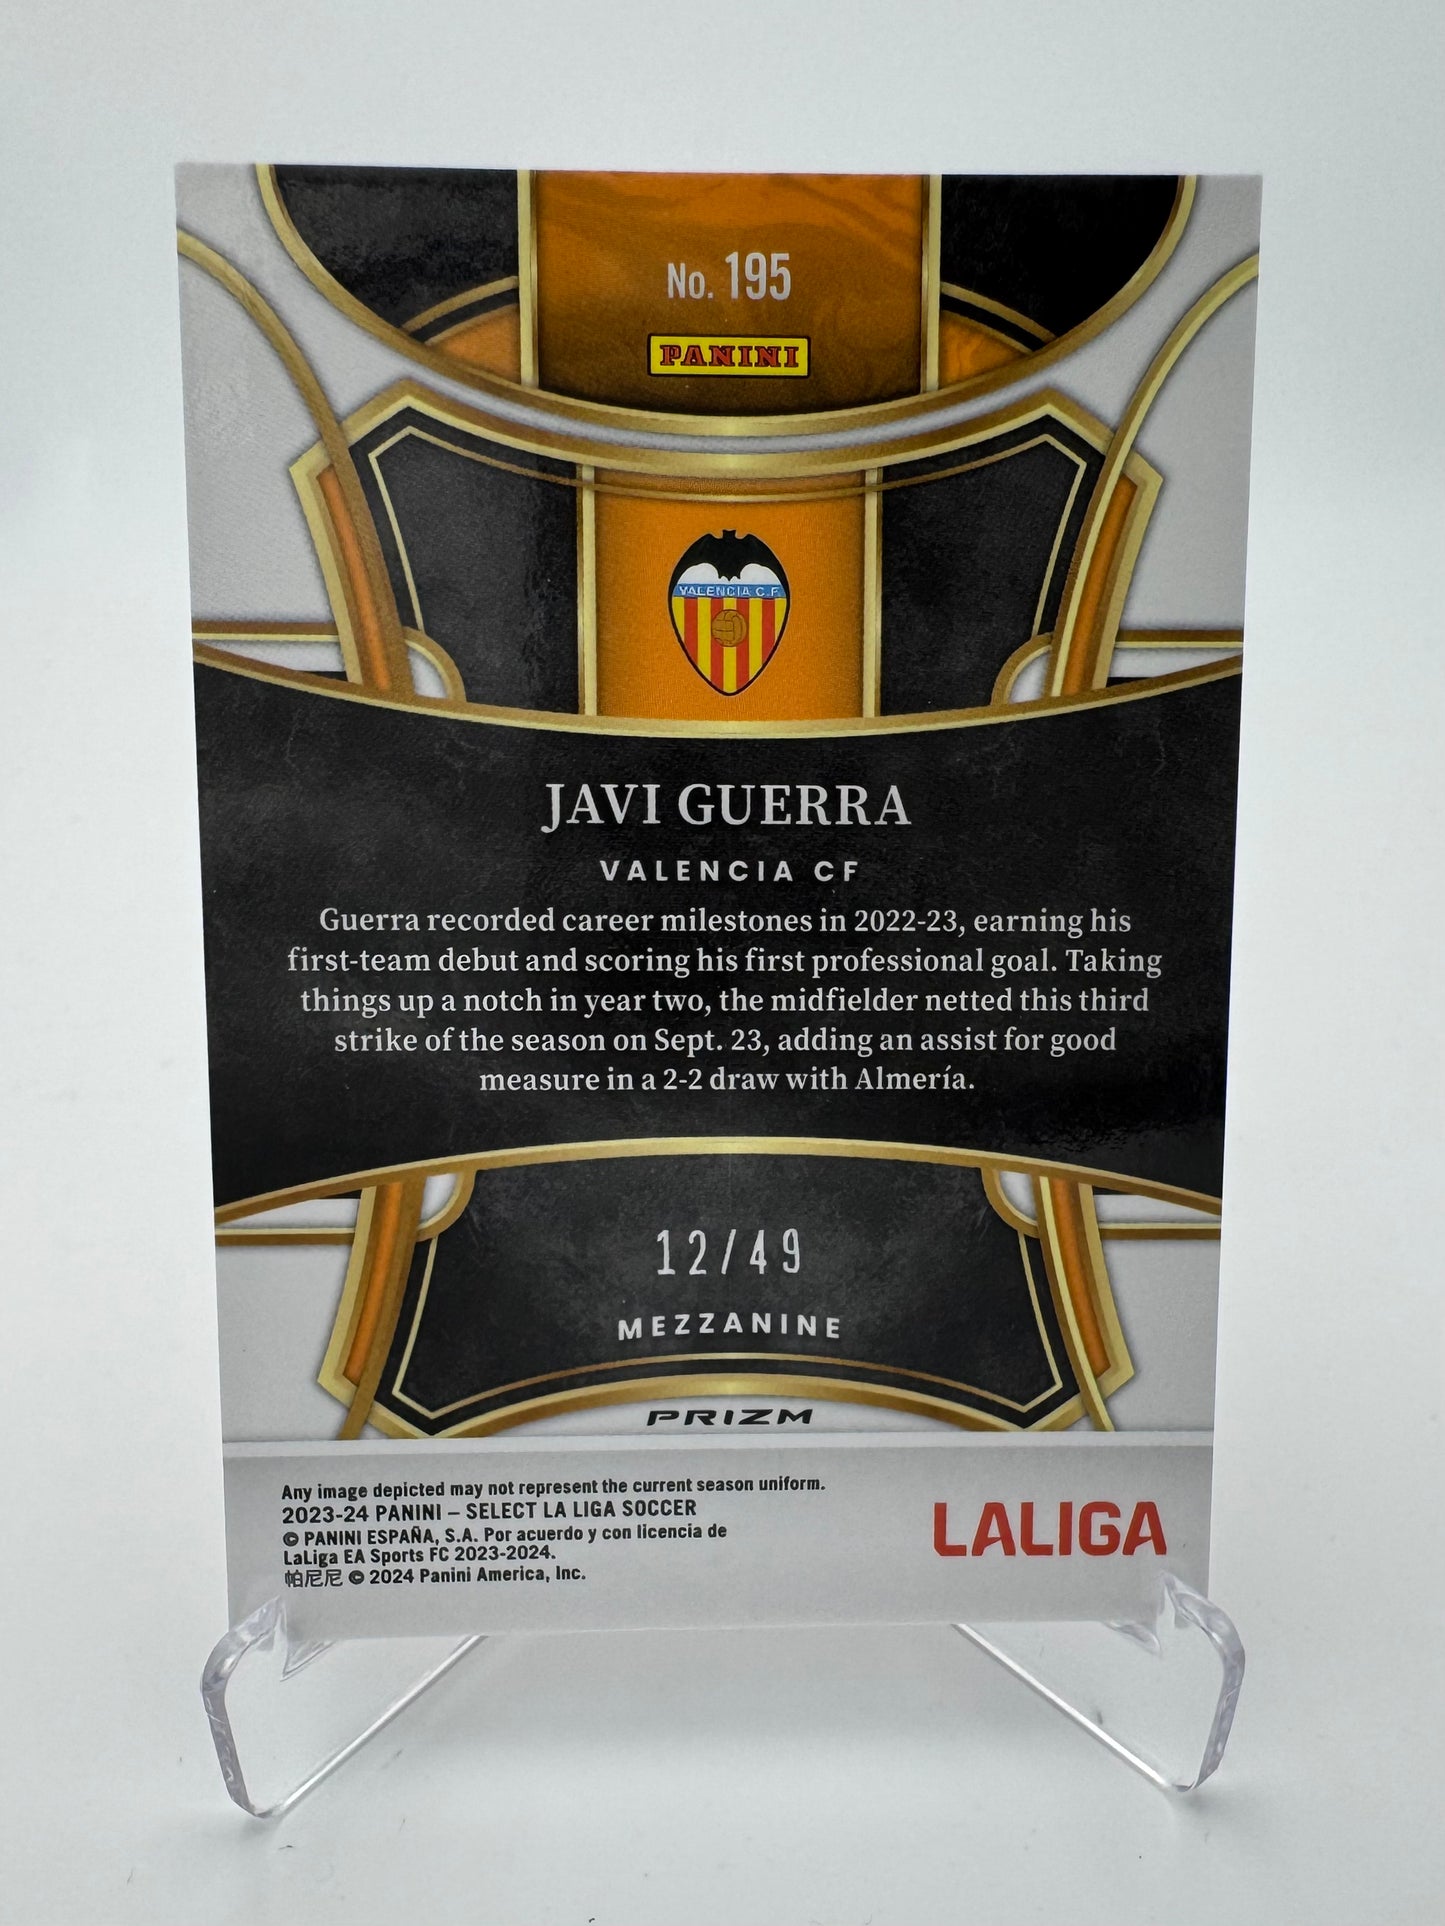 No. 195
PANINI
VALENCIA C.F.
JAVI GUERRA
VALENCIA CF
Guerra recorded career milestones in 2022-23, earning his
first-team debut and scoring his first professional goal. Taking
things up a notch in year two, the midfielder netted this third
strike of the season on Sept. 23, adding an assist for good
measure in a 2-2 draw with Almería.
12/49
MEZZANINE
PRIZM
Any image depicted may not represent the current season uniform.
2023-24 PANINI – SELECT LA LIGA SOCCER
© PANINI ESPAÑA, S.A. Por acuerdo y con licencia de
LaLiga EA Sports FC 2023-2024.
帕尼尼 © 2024 Panini America, Inc.
LALIGA